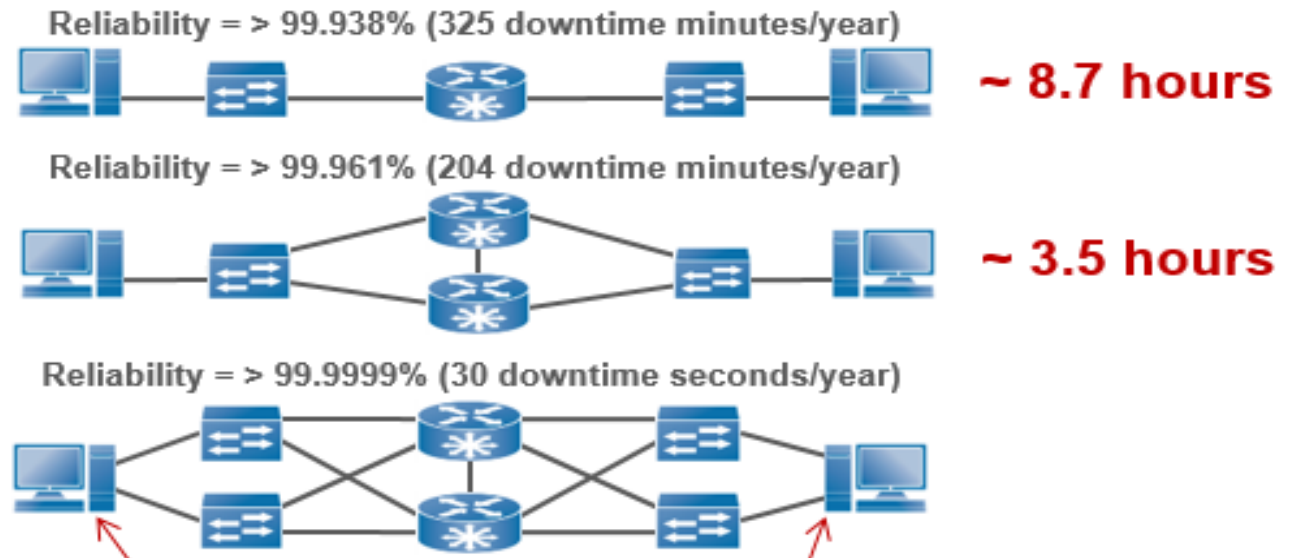 Reliability = > 99.938% (325 downtime minutes/year)
~ 8.7 hours
Reliability = > 99.961% (204 downtime minutes/year)
~ 3.5 hours
Reliability = > 99.9999% (30 downtime seconds/year)